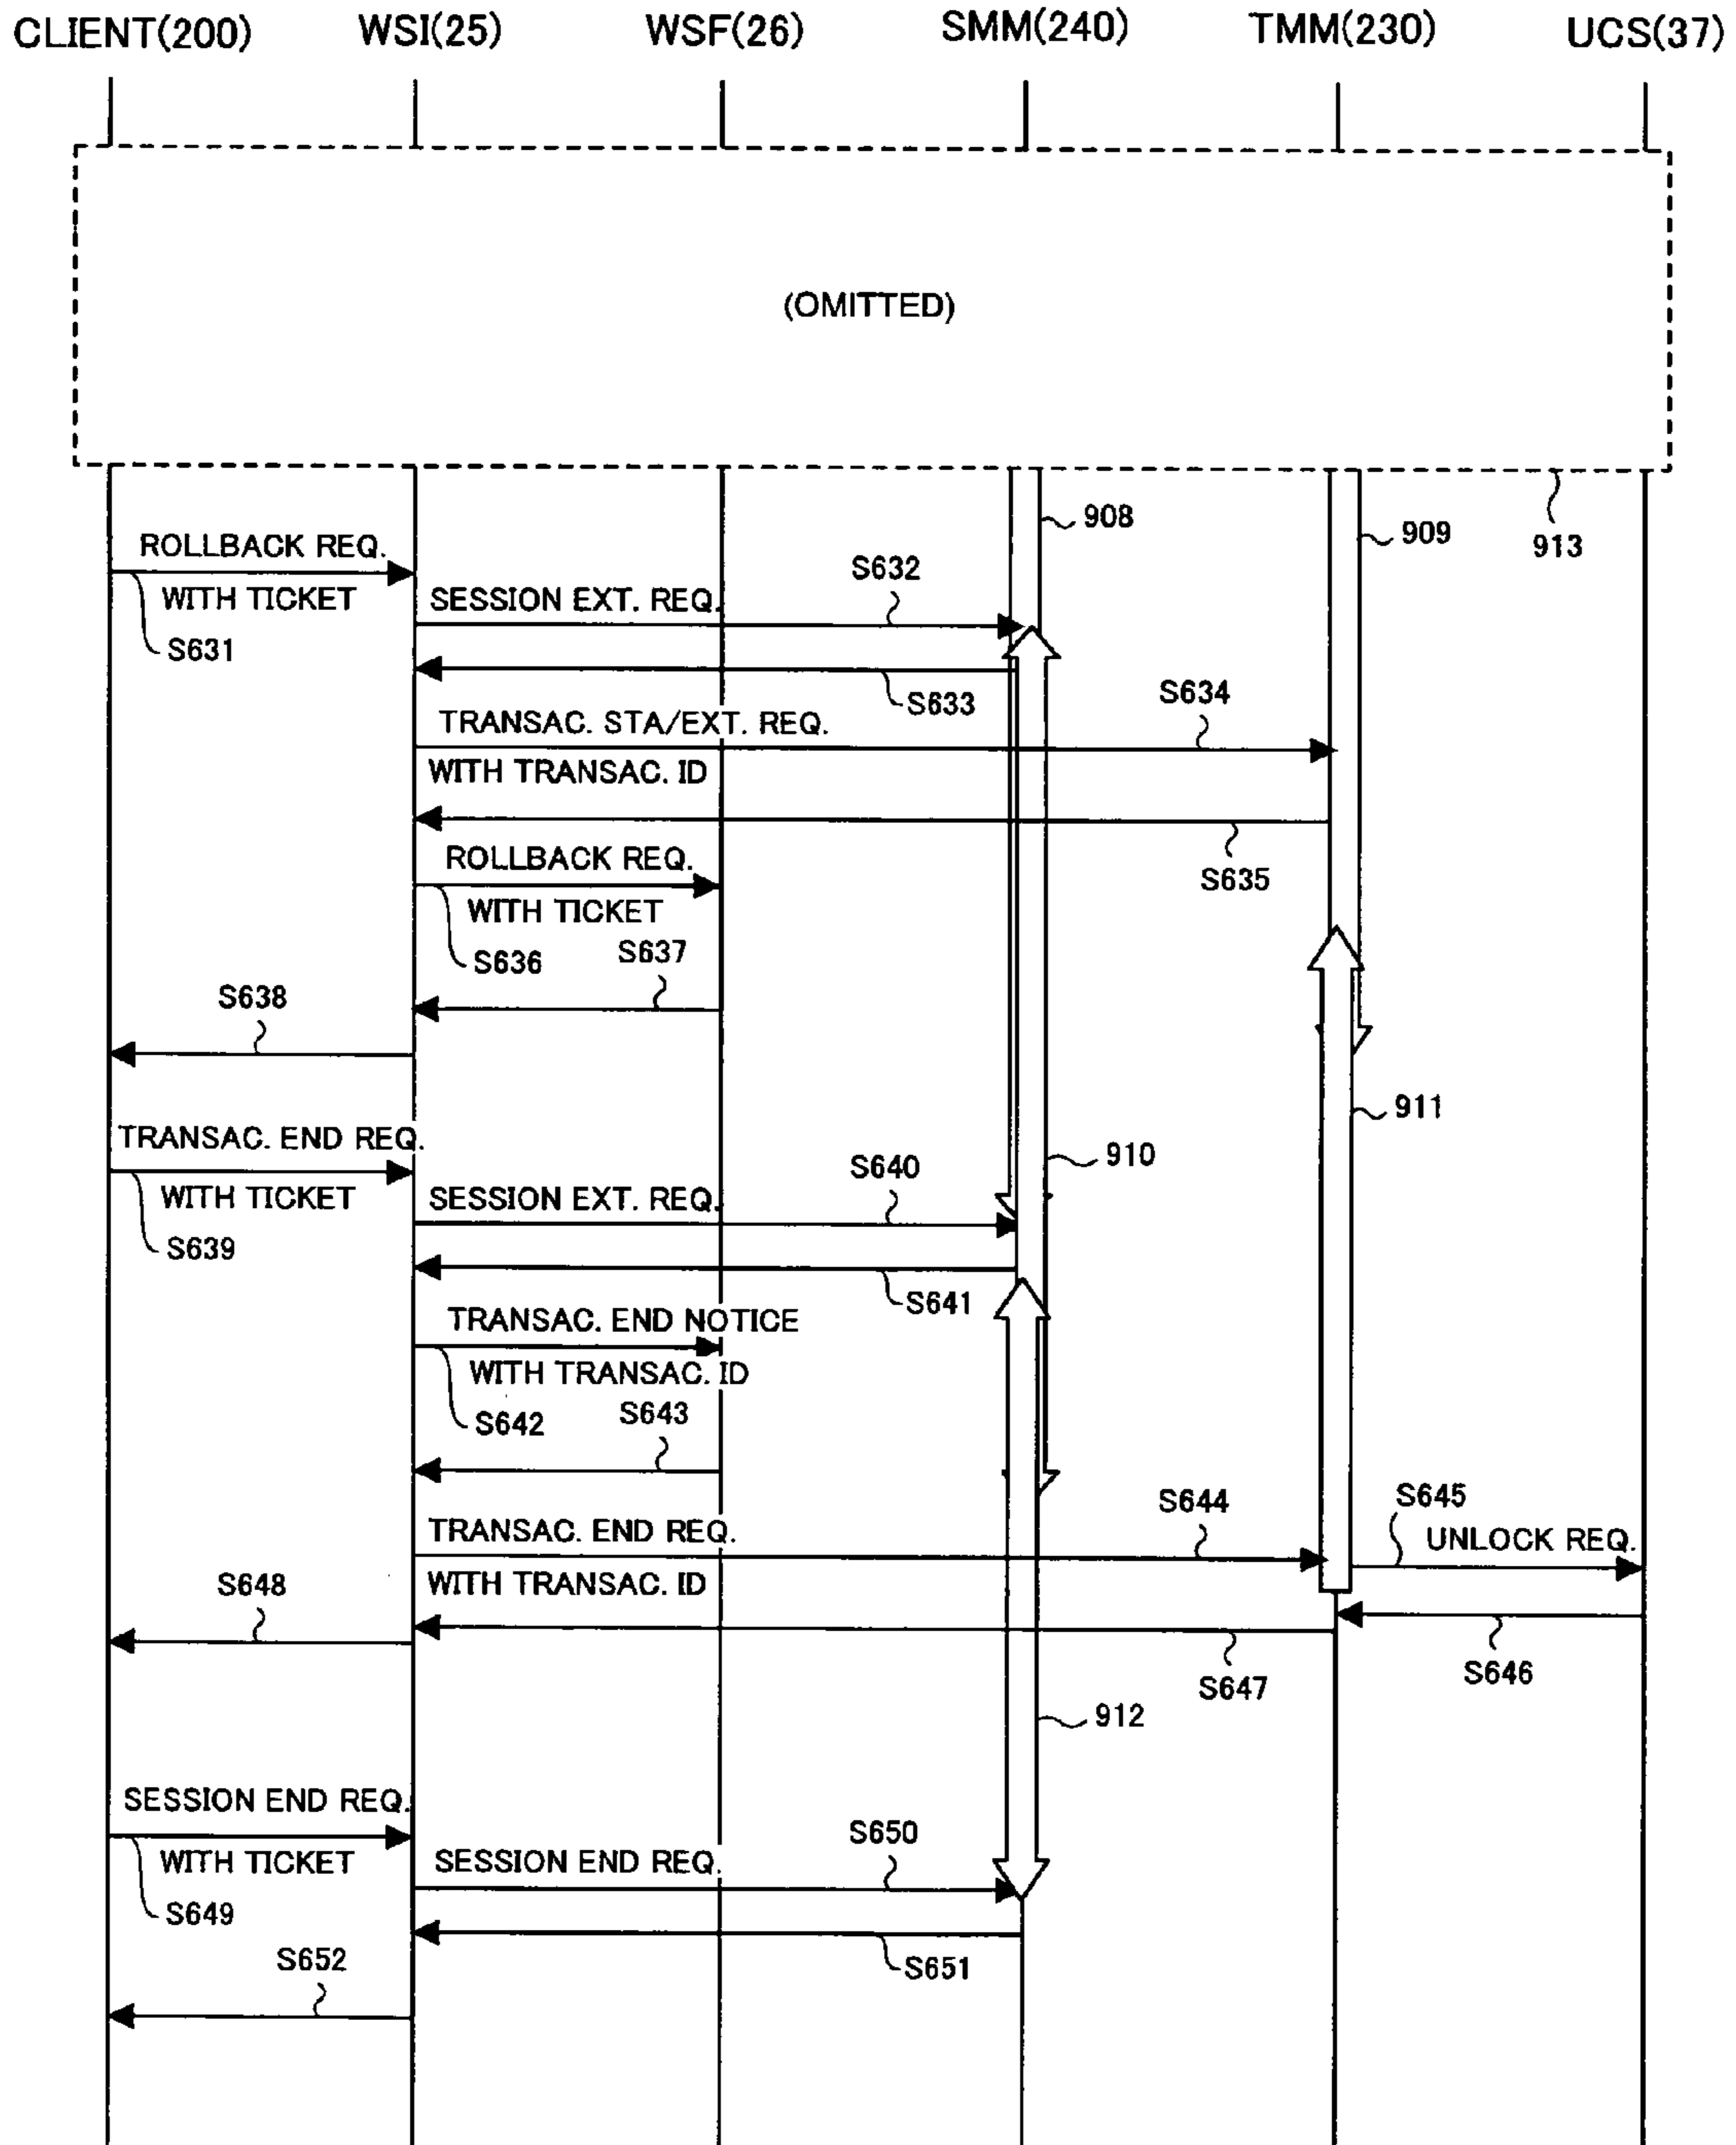 CLIENT(200) WSI(25) WSF(26) SMM(240) TMM(230) UCS(37)
(OMITTED)
908
909
913
ROLLBACK REQ.
WITH TICKET
S631
SESSION EXT. REQ.
S632
S633
S634
TRANSAC. STA/EXT. REQ.
WITH TRANSAC. ID
S635
ROLLBACK REQ.
WITH TICKET
S636
S637
S638
911
TRANSAC. END REQ.
WITH TICKET
S639
910
S640
SESSION EXT. REQ.
S641
TRANSAC. END NOTICE
WITH TRANSAC. ID
S642
S643
S644
TRANSAC. END REQ.
WITH TRANSAC. ID
S645
UNLOCK REQ.
S648
S646
S647
912
SESSION END REQ.
WITH TICKET
S649
S650
SESSION END REQ.
S651
S652